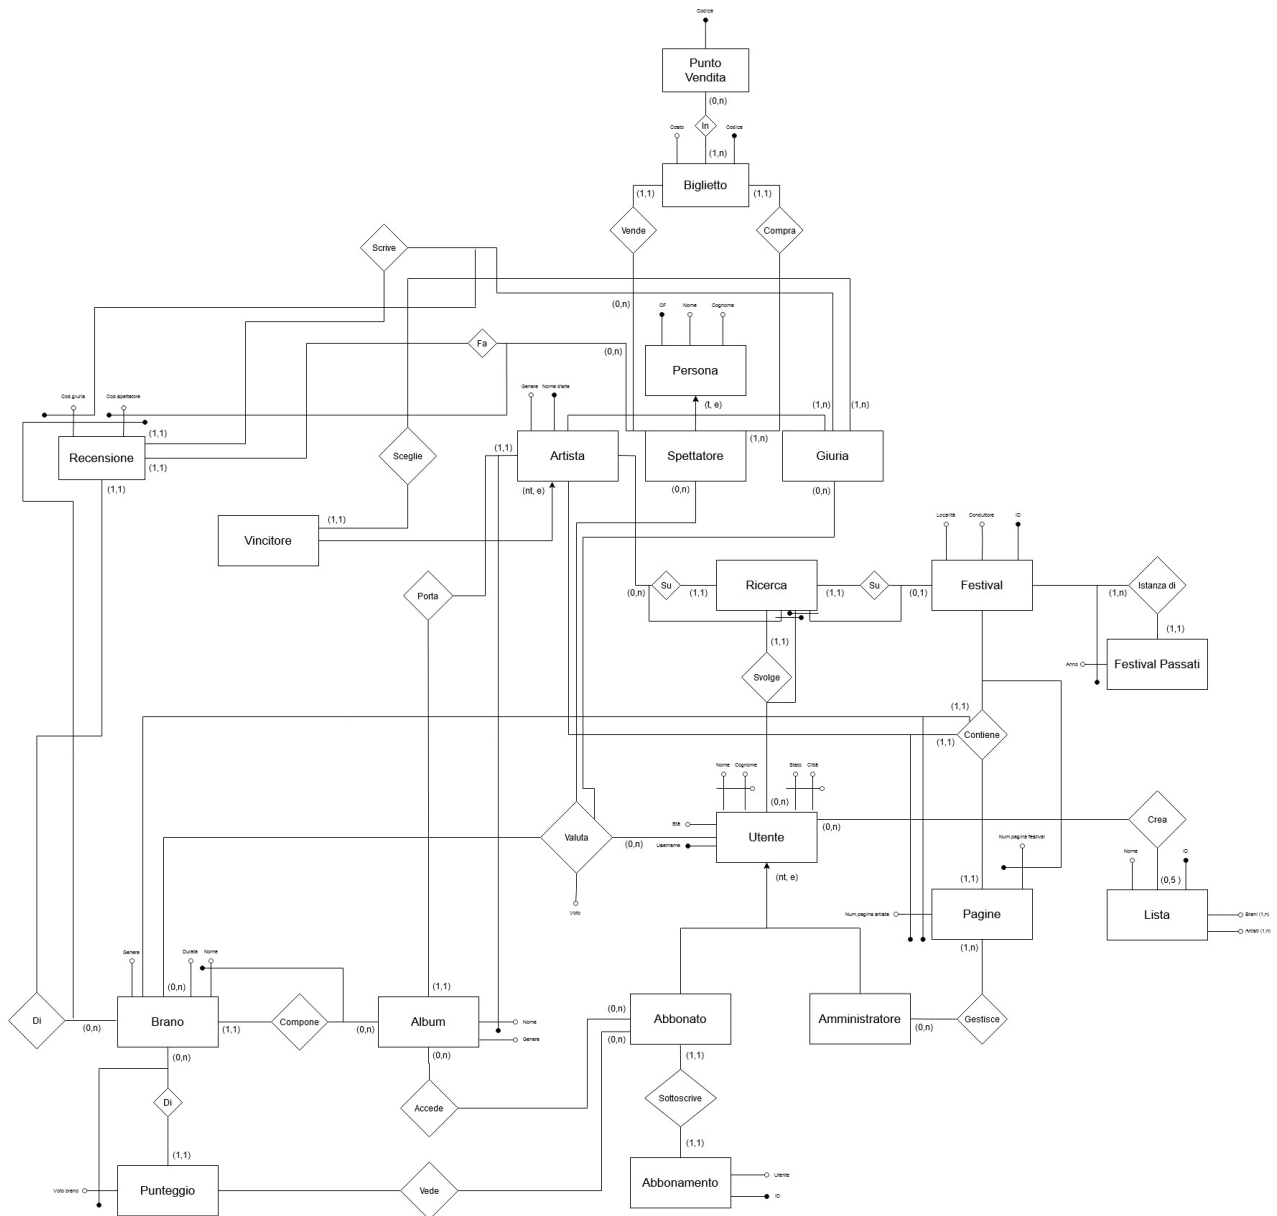 Codice
Punto
Vendita
(0,n)
In
Costo
Codice
(1,n)
Biglietto
(1,1)
(1,1)
Vende
Compra
Scrive
(0,n)
CF
Nome
Cognome
Fa
(0,n)
Persona
Genere
Nome d'arte
(t, e)
Cod.giuria
Cod.spettatore
(1,n)
(1,n)
(1,1)
(1,1)
(1,n)
Recensione
Sceglie
Artista
Spettatore
Giuria
(1,1)
(1,1)
(nt, e)
(0,n)
(0,n)
(1,1)
Vincitore
Località
Conduttore
ID
Porta
Su
Ricerca
Su
Festival
Istanza di
(0,n)
(1,1)
(1,1)
(0,1)
(1,n)
(1,1)
(1,1)
Svolge
Anno
Festival Passati
(1,1)
(1,1)
Contiene
Nome
Cognome
Stato
Città
(0,n)
Età
Username
Utente
Valuta
(0,n)
(0,n)
Crea
Num.pagina festival
Nome
ID
(nt, e)
(1,1)
(0,5 )
Voto
Num.pagina artista
Pagine
Lista
Brani (1,n)
Artisti (1,n)
Genere
Durata
Nome
(1,n)
(0,n)
(1,1)
(0,n)
Di
(0,n)
Brano
(1,1)
Compone
(0,n)
Album
Nome
Genere
(0,n)
Abbonato
Amministratore
(0,n)
Gestisce
(0,n)
(0,n)
(1,1)
Di
Accede
Sottoscrive
(1,1)
(1,1)
Voto brano
Punteggio
Vede
Abbonamento
Utente
ID